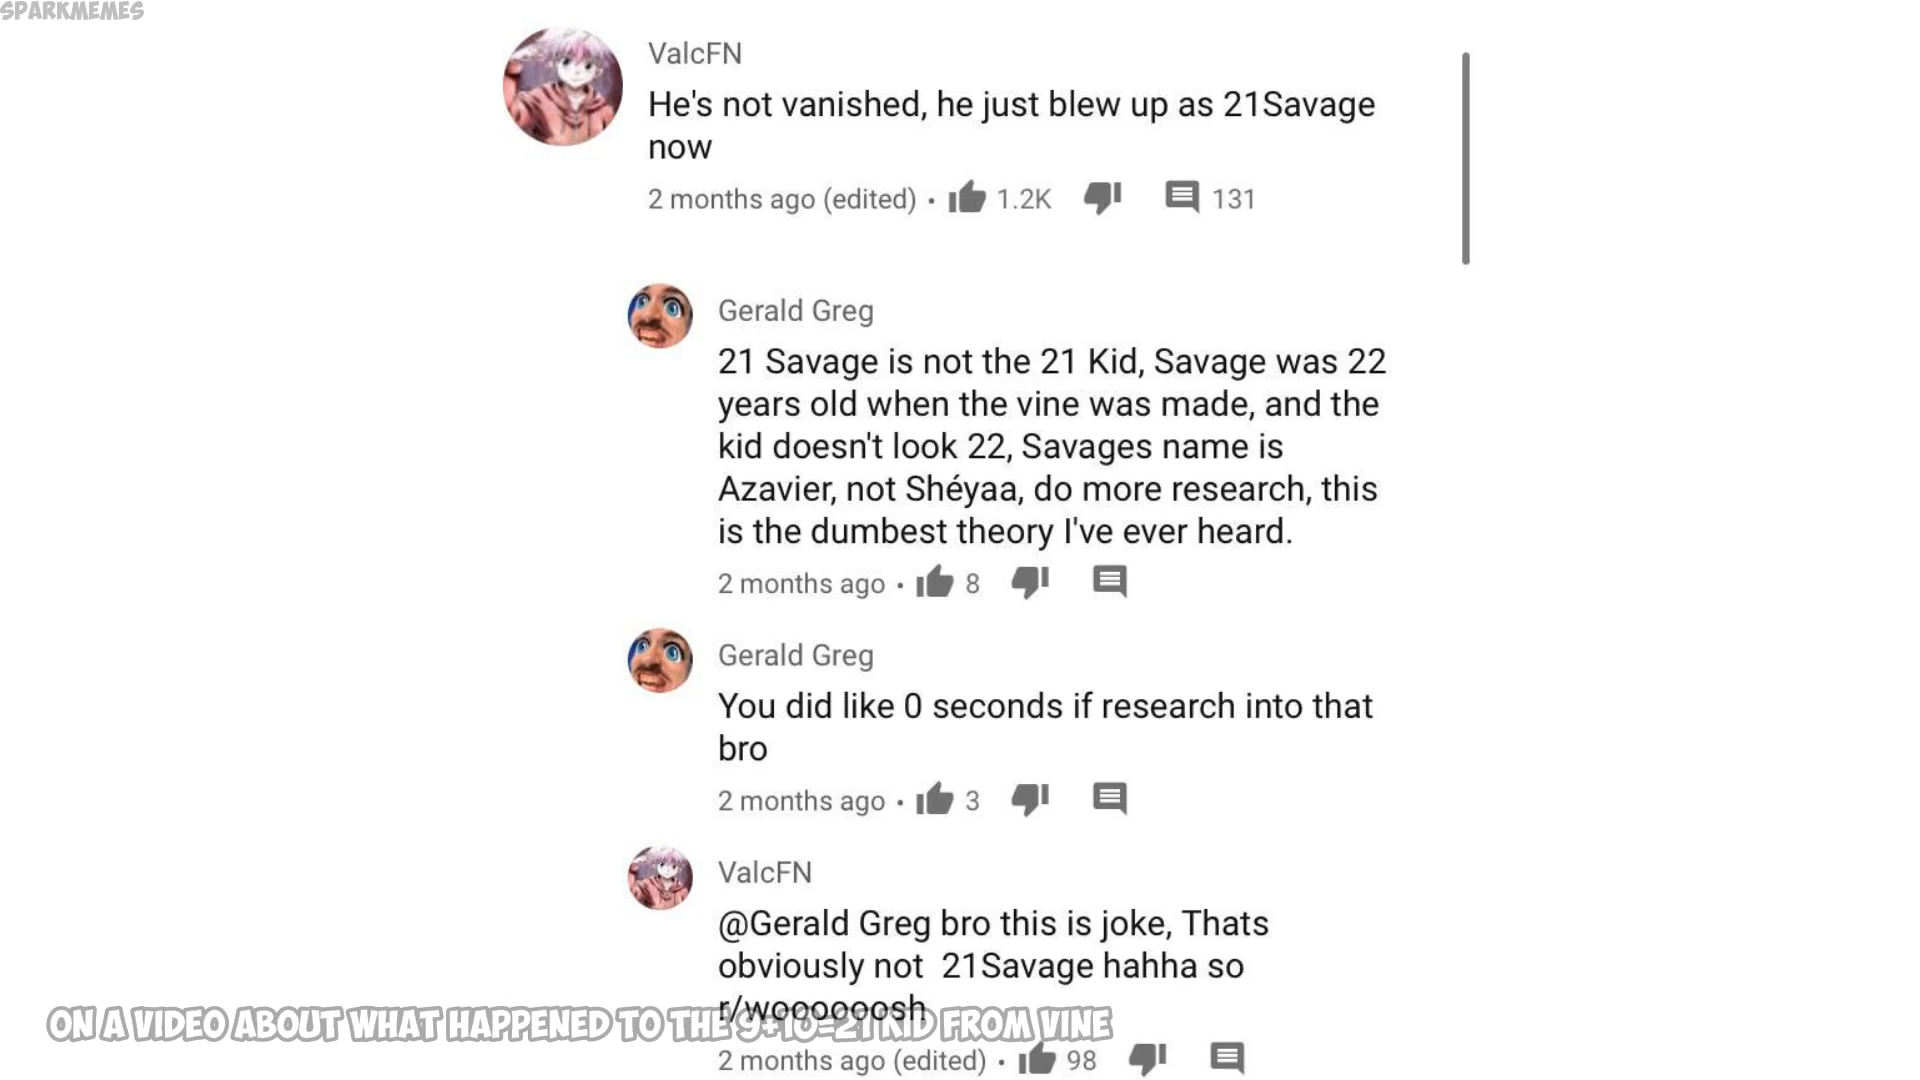 SPARKMEMES
ValcFN
He's not vanished, he just blew up as 21Savage
now
2 months ago (edited) • 1.2K 131
Gerald Greg
21 Savage is not the 21 Kid, Savage was 22
years old when the vine was made, and the
kid doesn't look 22, Savages name is
Azavier, not Shéyaa, do more research, this
is the dumbest theory I've ever heard.
2 months ago • 8
Gerald Greg
You did like 0 seconds if research into that
bro
2 months ago • 3
ValcFN
@Gerald Greg bro this is joke, Thats
obviously not  21Savage hahha so
r/woooooosh
ON A VIDEO ABOUT WHAT HAPPENED TO THE 9+10=21 KID FROM VINE
2 months ago (edited) • 98